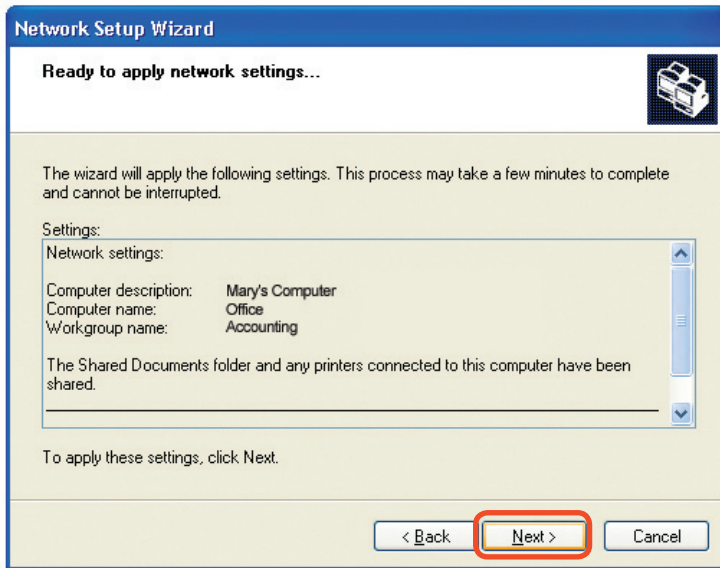 Network Setup Wizard
Ready to apply network settings...
The wizard will apply the following settings. This process may take a few minutes to complete
and cannot be interrupted.
Settings:
Network settings:
Computer description: Mary's Computer
Computer name: Office
Workgroup name: Accounting
The Shared Documents folder and any printers connected to this computer have been
shared.
To apply these settings, click Next.
< Back Next > Cancel